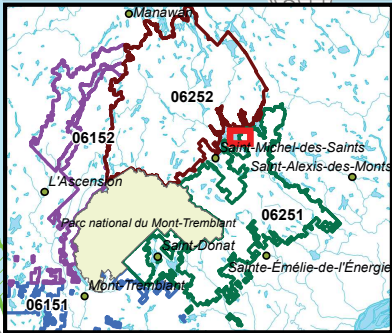 Manawan
06252
06152
Saint-Michel-des-Saints
Saint-Alexis-des-Monts
L'Ascension
06251
Parc national du Mont-Tremblant
Saint-Donat
Sainte-Émélie-de-l'Énergie
Mont-Tremblant
06151